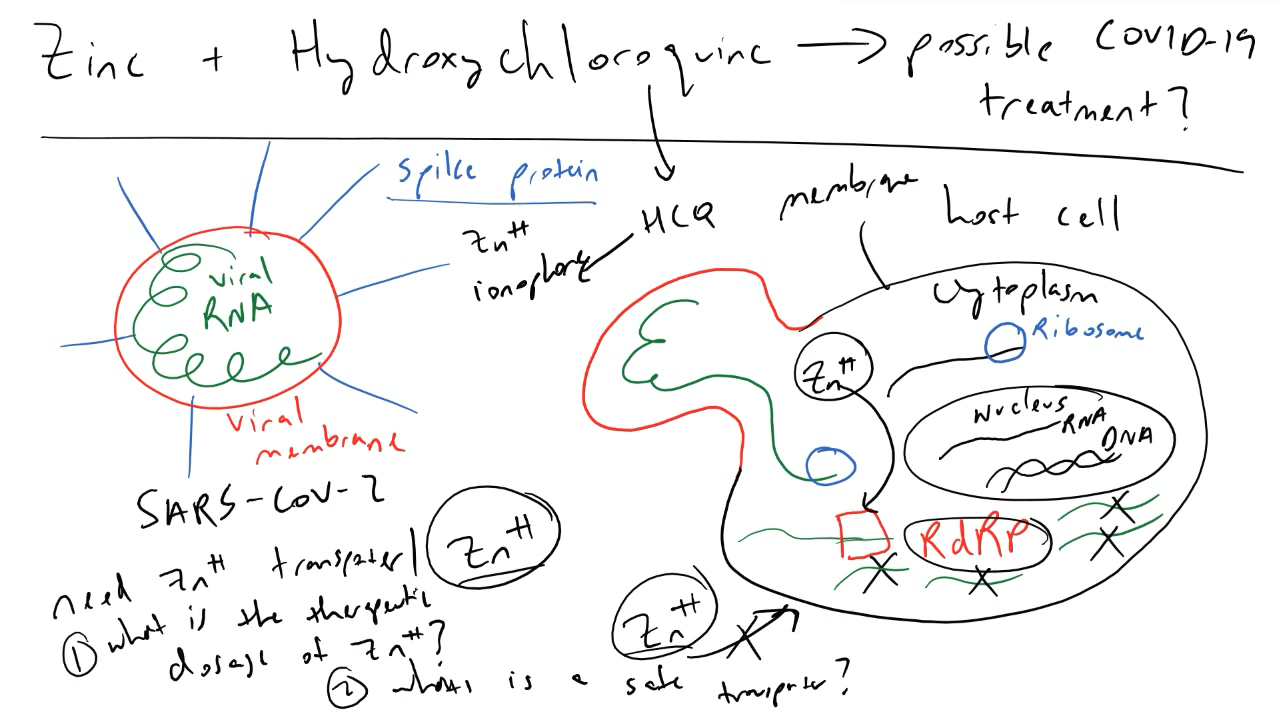 Zinc + Hydroxychloroquine → possible COVID-19
treatment?
spike protein
HCQ
Zn++
ionophore
viral
RNA
viral
membrane
SARS-CoV-2
membrane
host cell
cytoplasm
Ribosome
Zn++
Nucleus
RNA
DNA
RdRP
need Zn++ transpoter/
Zn++
① what is the therapeutic
dosage of Zn++?
Zn++
② whats is a safe transporter?